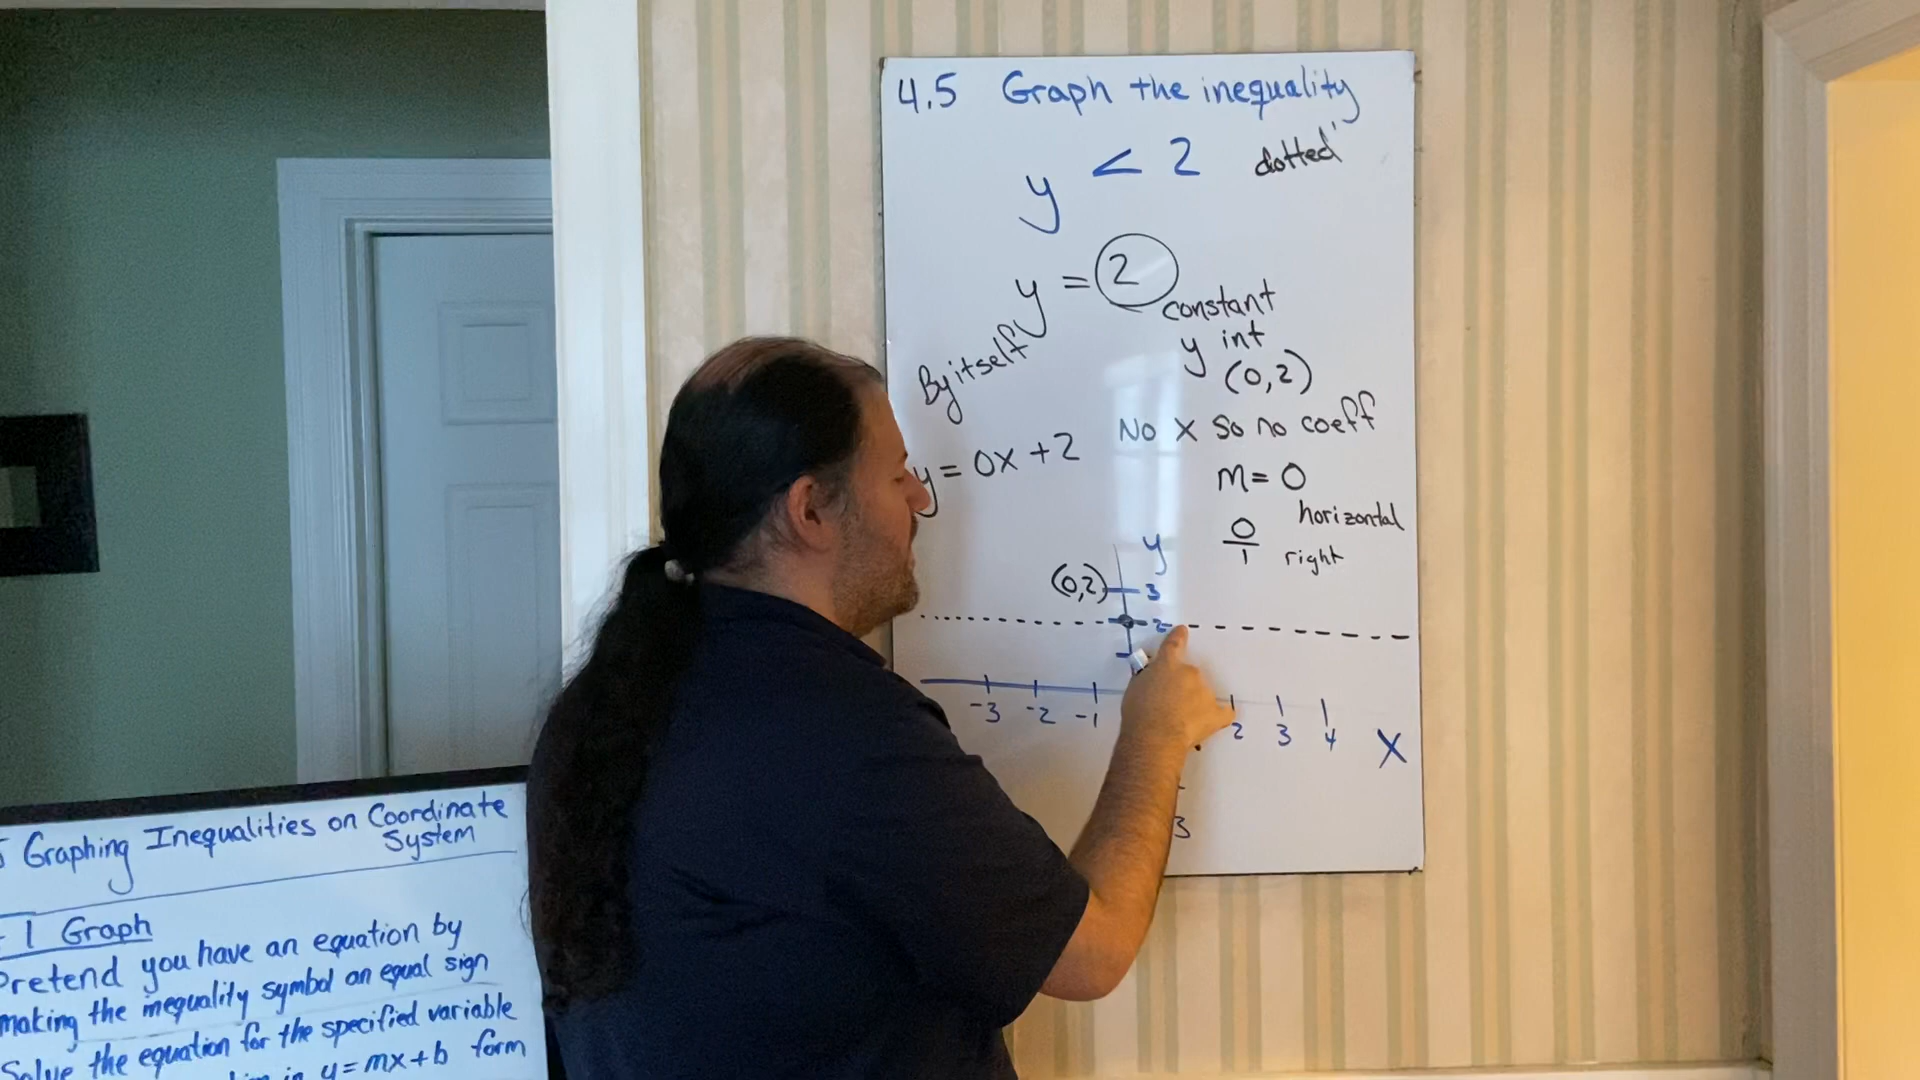 4.5 Graph the inequality
y < 2 dotted
y = 2
constant
By itself
y int
(0,2)
No X so no coeff
y = 0x + 2
m = 0
horizontal
0
1
right
y
(0,2)
3
2
-3 -2 -1 2 3 4 X
3
Graphing Inequalities on Coordinate
System
1 Graph
Pretend you have an equation by
making the inequality symbol an equal sign
Solve the equation for the specified variable
in y = mx + b form